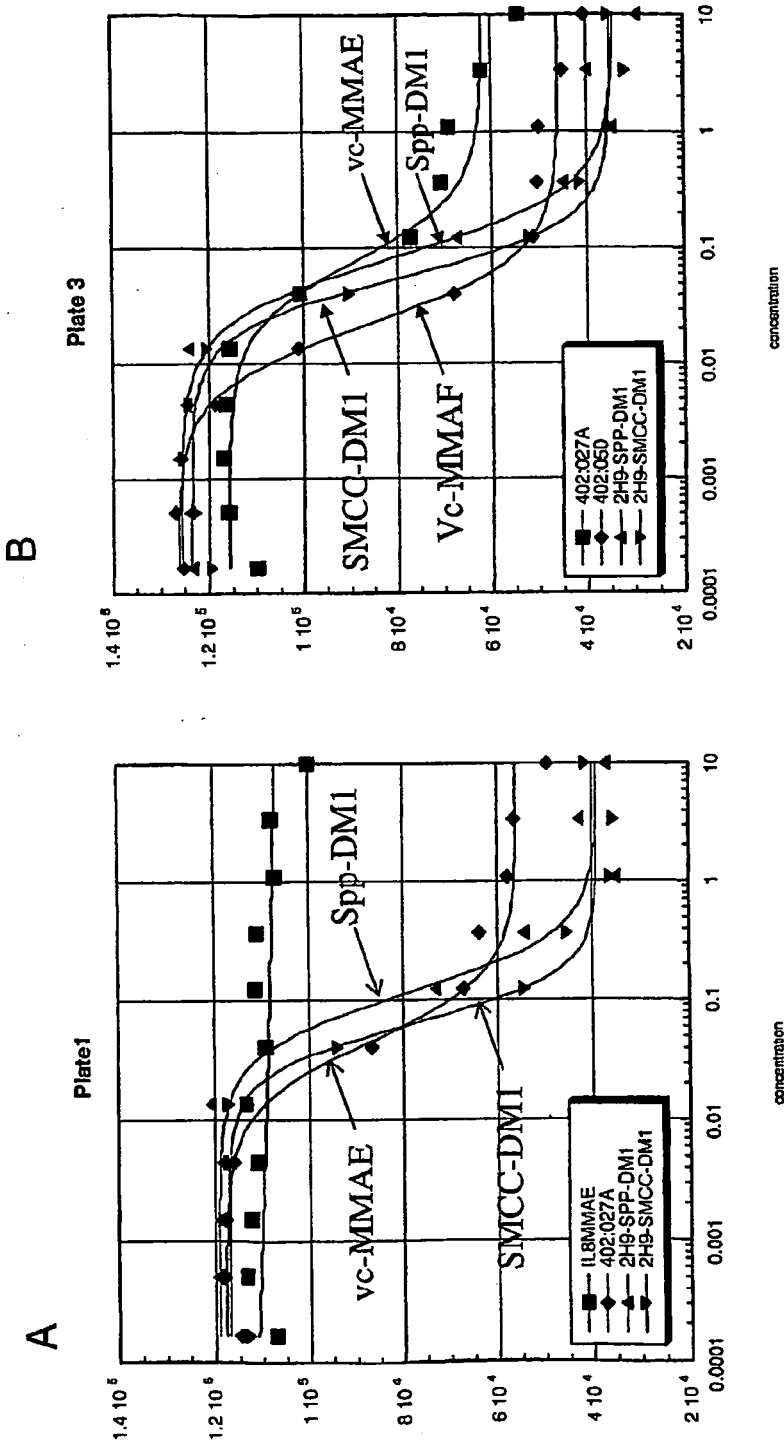 A
Plate1
1.4 10⁵
1.2 10⁵
1 10⁵
8 10⁴
6 10⁴
4 10⁴
2 10⁴
0.0001
0.001
0.01
0.1
1
10
concentration
vc-MMAE
Spp-DM1
SMCC-DM1
IL8MMAE
402:027A
2H9-SPP-DM1
2H9-SMCC-DM1
B
Plate 3
1.4 10⁵
1.2 10⁵
1 10⁵
8 10⁴
6 10⁴
4 10⁴
2 10⁴
0.0001
0.001
0.01
0.1
1
10
concentration
vc-MMAE
Spp-DM1
SMCC-DM1
Vc-MMAF
402:027A
402:050
2H9-SPP-DM1
2H9-SMCC-DM1